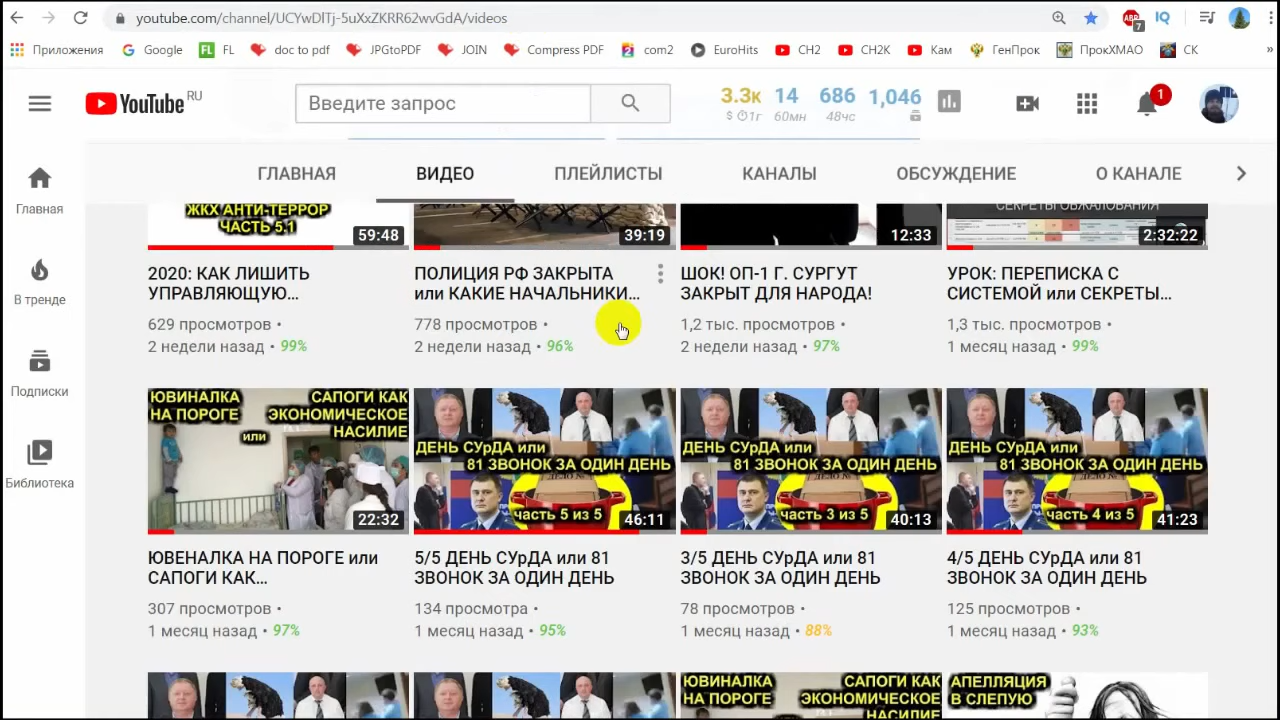 youtube.com/channel/UCYwDlTj-5uXxZKRR62wvGdA/videos
ABP
7
IQ
Приложения
Google
FL
FL
doc to pdf
JPGtoPDF
JOIN
Compress PDF
2
com2
EuroHits
CH2
CH2K
Кам
ГенПрок
ПрокХМАО
СК
»
YouTube
RU
Введите запрос
3.3к 14 686 1,046
$ 1г 60мн 48чс
1
ГЛАВНАЯ
ВИДЕО
ПЛЕЙЛИСТЫ
КАНАЛЫ
ОБСУЖДЕНИЕ
О КАНАЛЕ
Главная
В тренде
Подписки
Библиотека
ЖКХ АНТИ-ТЕРРОР
ЧАСТЬ 5.1
59:48
39:19
12:33
СЕКРЕТЫ ОБЖАЛОВАНИЯ
2:32:22
2020: КАК ЛИШИТЬ
УПРАВЛЯЮЩУЮ...
629 просмотров •
2 недели назад • 99%
ПОЛИЦИЯ РФ ЗАКРЫТА
или КАКИЕ НАЧАЛЬНИКИ...
778 просмотров •
2 недели назад • 96%
ШОК! ОП-1 Г. СУРГУТ
ЗАКРЫТ ДЛЯ НАРОДА!
1,2 тыс. просмотров •
2 недели назад • 97%
УРОК: ПЕРЕПИСКА С
СИСТЕМОЙ или СЕКРЕТЫ...
1,3 тыс. просмотров •
1 месяц назад • 99%
ЮВИНАЛКА
НА ПОРОГЕ
или
САПОГИ КАК
ЭКОНОМИЧЕСКОЕ
НАСИЛИЕ
22:32
ДЕНЬ СУрДА или
81 ЗВОНОК ЗА ОДИН ДЕНЬ
часть 5 из 5
46:11
ДЕНЬ СУрДА или
81 ЗВОНОК ЗА ОДИН ДЕНЬ
часть 3 из 5
40:13
ДЕНЬ СУрДА или
81 ЗВОНОК ЗА ОДИН ДЕНЬ
часть 4 из 5
41:23
ЮВЕНАЛКА НА ПОРОГЕ или
САПОГИ КАК...
307 просмотров •
1 месяц назад • 97%
5/5 ДЕНЬ СУрДА или 81
ЗВОНОК ЗА ОДИН ДЕНЬ
134 просмотра •
1 месяц назад • 95%
3/5 ДЕНЬ СУрДА или 81
ЗВОНОК ЗА ОДИН ДЕНЬ
78 просмотров •
1 месяц назад • 88%
4/5 ДЕНЬ СУрДА или 81
ЗВОНОК ЗА ОДИН ДЕНЬ
125 просмотров •
1 месяц назад • 93%
ЮВИНАЛКА
НА ПОРОГЕ
САПОГИ КАК
ЭКОНОМИЧЕСКОЕ
НАСИЛИЕ
АПЕЛЛЯЦИЯ
В СЛЕПУЮ